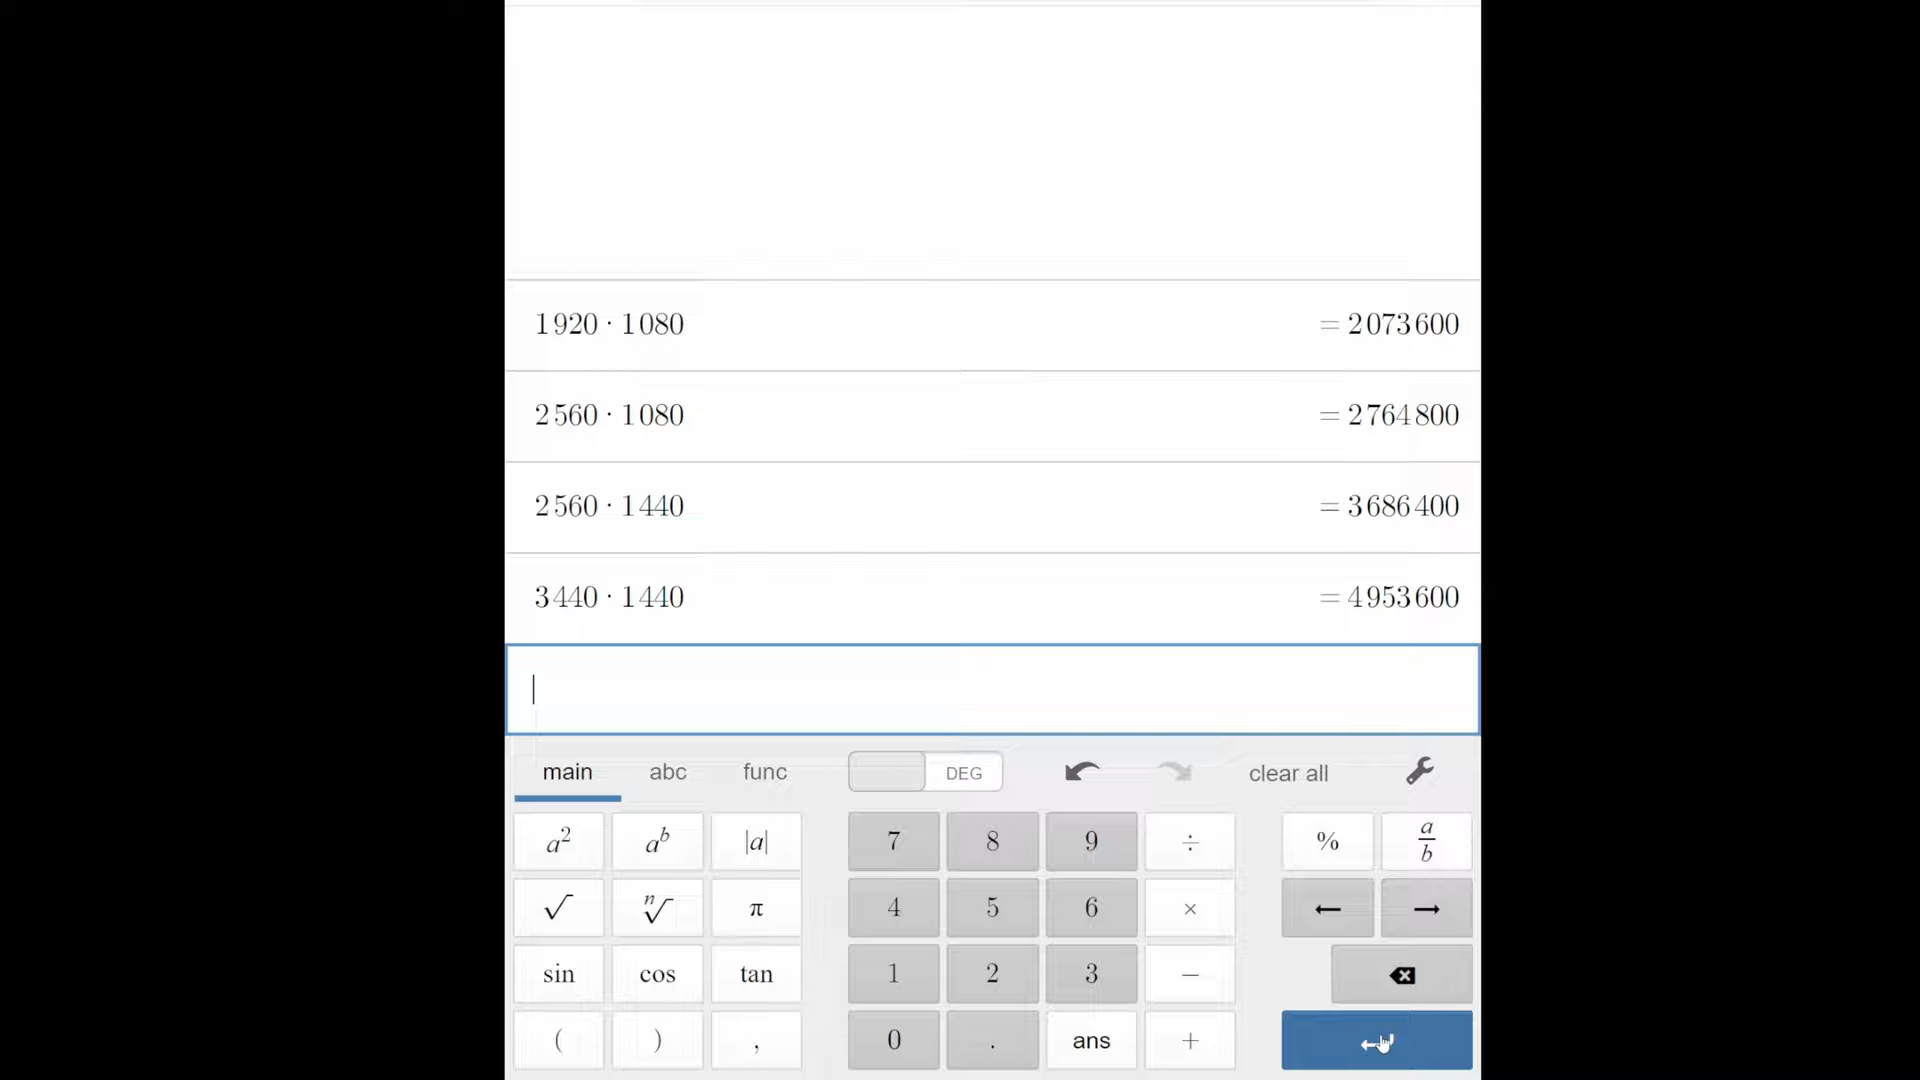 1920 · 1080 = 2073600
2560 · 1080 = 2764800
2560 · 1440 = 3686400
3440 · 1440 = 4953600
main abc func DEG clear all
a² aᵇ |a| 7 8 9 ÷ % a/b
√ ⁿ√ π 4 5 6 × ← →
sin cos tan 1 2 3 −
( ) , 0 . ans +